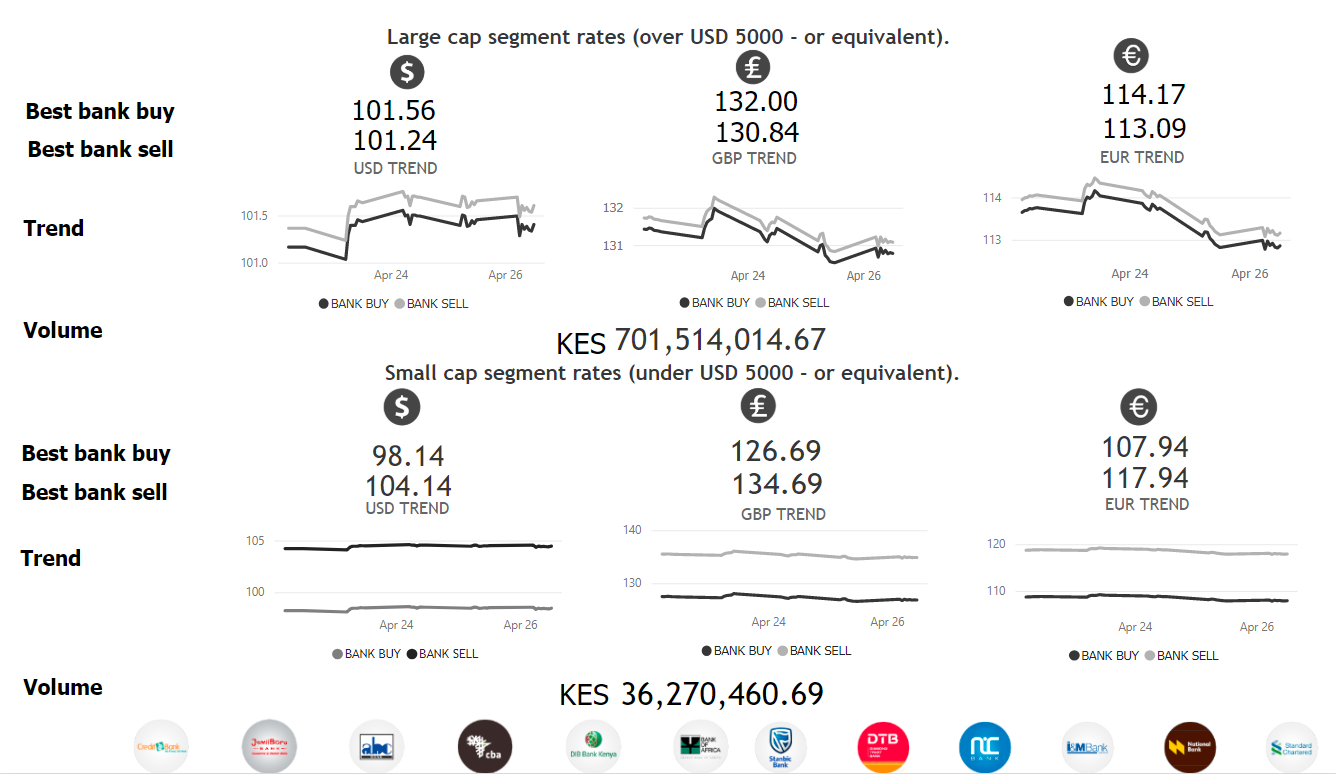 Large cap segment rates (over USD 5000 - or equivalent).
$ £ €
Best bank buy 101.56 132.00 114.17
Best bank sell 101.24 130.84 113.09
USD TREND GBP TREND EUR TREND
Trend
101.5
101.0
Apr 24 Apr 26
BANK BUY BANK SELL
132
131
Apr 24 Apr 26
BANK BUY BANK SELL
114
113
Apr 24 Apr 26
BANK BUY BANK SELL
Volume KES 701,514,014.67
Small cap segment rates (under USD 5000 - or equivalent).
$ £ €
Best bank buy 98.14 126.69 107.94
Best bank sell 104.14 134.69 117.94
USD TREND GBP TREND EUR TREND
Trend
105
100
Apr 24 Apr 26
BANK BUY BANK SELL
140
130
Apr 24 Apr 26
BANK BUY BANK SELL
120
110
Apr 24 Apr 26
BANK BUY BANK SELL
Volume KES 36,270,460.69
Credit Bank
Jamii Bora
BANK
abc
BANK
cba
DIB Bank Kenya
BANK
OF
AFRICA
Stanbic
Bank
DTB
DIAMOND
TRUST
BANK
NIC
BANK
I&M Bank
National
Bank
Standard
Chartered